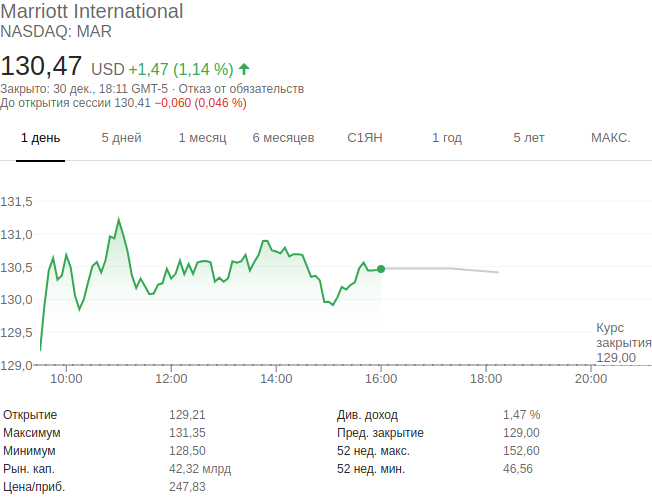 Marriott International
NASDAQ: MAR
130,47 USD +1,47 (1,14 %)
Закрыто: 30 дек., 18:11 GMT-5 · Отказ от обязательств
До открытия сессии 130,41 −0,060 (0,046 %)
1 день 5 дней 1 месяц 6 месяцев С1ЯН 1 год 5 лет МАКС.
131,5
131,0
130,5
130,0
129,5
129,0
Курс
закрытия
129,00
10:00 12:00 14:00 16:00 18:00 20:00
Открытие 129,21 Див. доход 1,47 %
Максимум 131,35 Пред. закрытие 129,00
Минимум 128,50 52 нед. макс. 152,60
Рын. кап. 42,32 млрд 52 нед. мин. 46,56
Цена/приб. 247,83